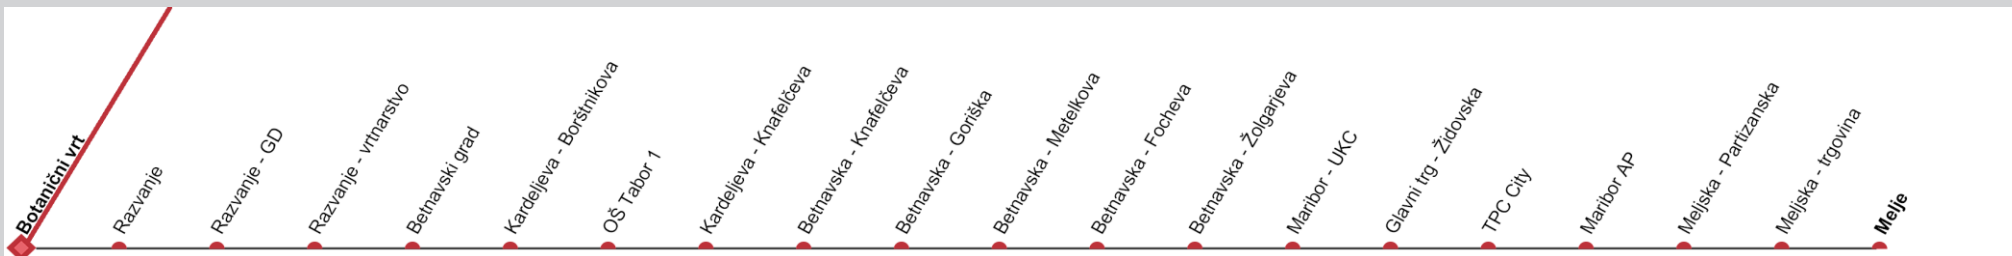 Botanični vrt
Razvanje
Razvanje - GD
Razvanje - vrtnarstvo
Betnavski grad
Kardeljeva - Borštnikova
OŠ Tabor 1
Kardeljeva - Knafelčeva
Betnavska - Knafelčeva
Betnavska - Goriška
Betnavska - Metelkova
Betnavska - Focheva
Betnavska - Žolgarjeva
Maribor - UKC
Glavni trg - Židovska
TPC City
Maribor AP
Meljska - Partizanska
Meljska - trgovina
Melje